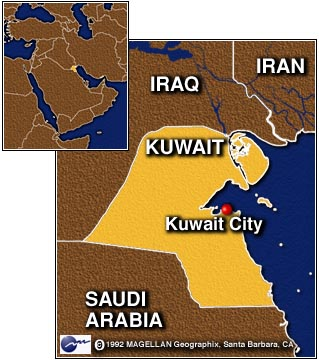 IRAN
IRAQ
KUWAIT
Kuwait City
SAUDI
ARABIA
© 1992 MAGELLAN Geographix, Santa Barbara, CA